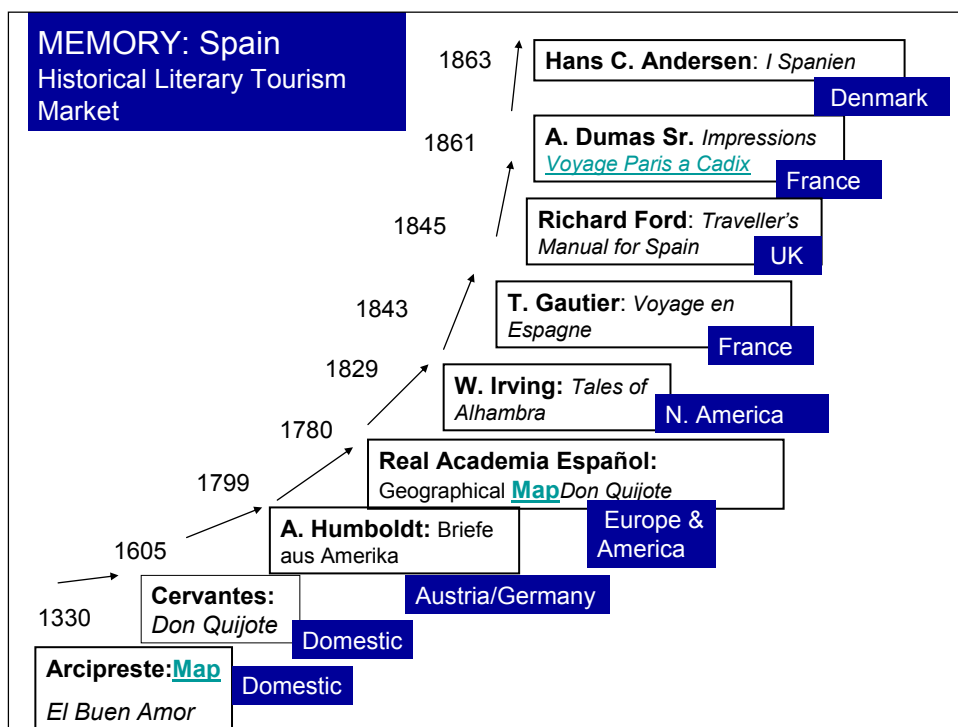 MEMORY: Spain
Historical Literary Tourism
Market
1863
Hans C. Andersen: I Spanien
Denmark
1861
A. Dumas Sr. Impressions
Voyage Paris a Cadix
France
1845
Richard Ford: Traveller's
Manual for Spain
UK
1843
T. Gautier: Voyage en
Espagne
France
1829
W. Irving: Tales of
Alhambra
N. America
1780
Real Academia Español:
Geographical MapDon Quijote
Europe &
America
1799
A. Humboldt: Briefe
aus Amerika
Austria/Germany
1605
Cervantes:
Don Quijote
Domestic
1330
Arcipreste:Map
El Buen Amor
Domestic